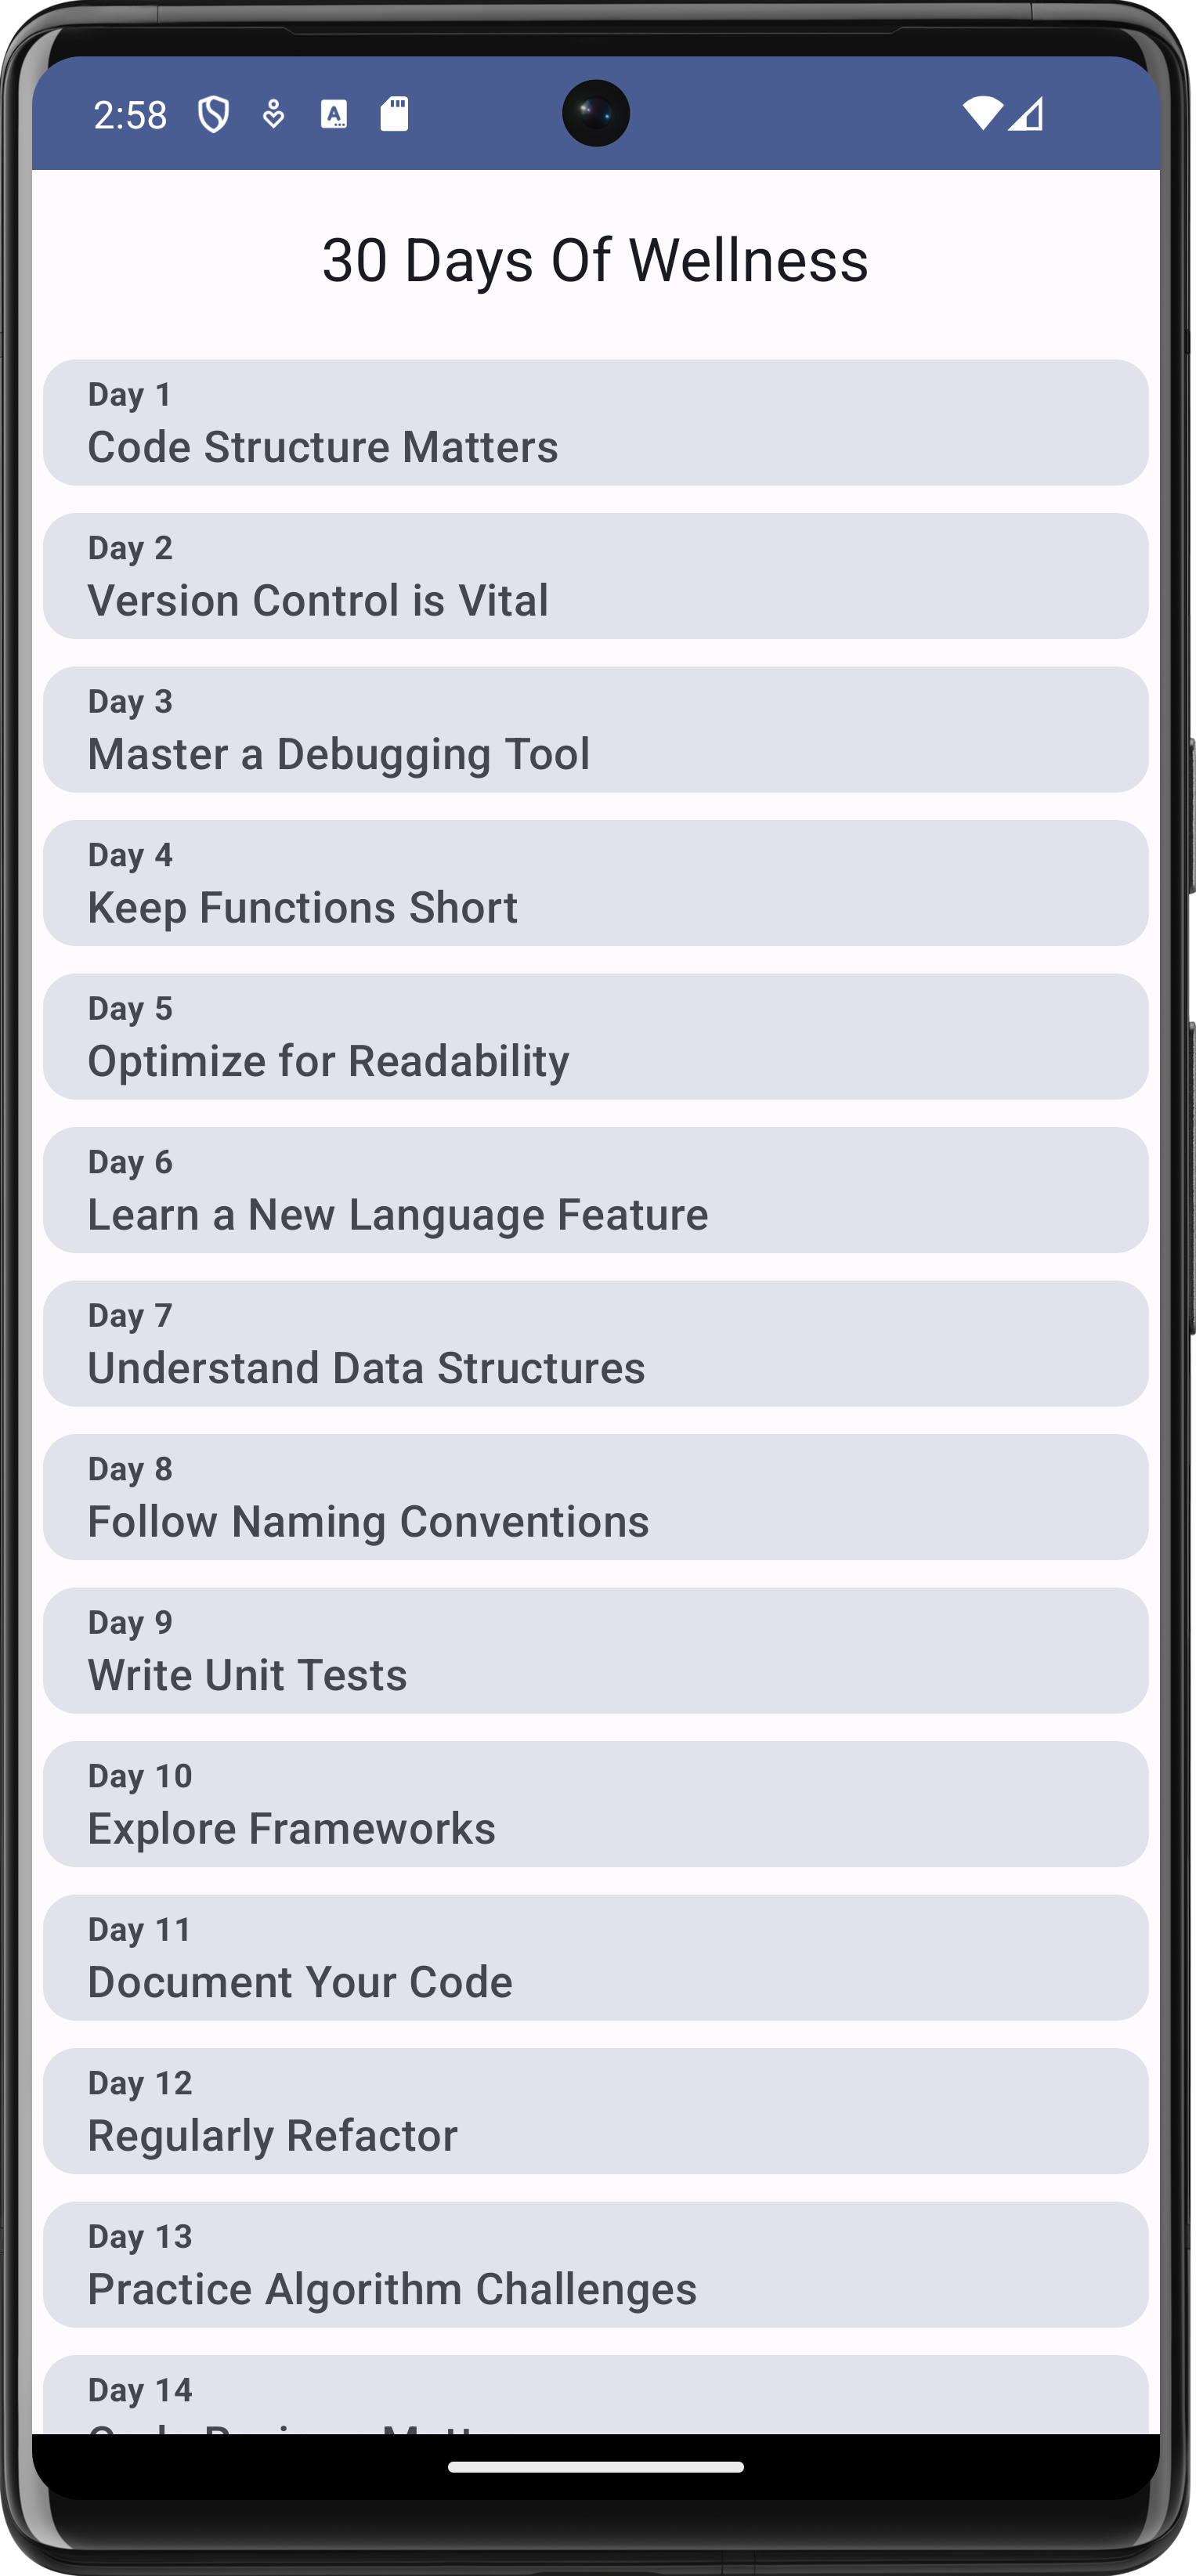 2:58
30 Days Of Wellness
Day 1
Code Structure Matters
Day 2
Version Control is Vital
Day 3
Master a Debugging Tool
Day 4
Keep Functions Short
Day 5
Optimize for Readability
Day 6
Learn a New Language Feature
Day 7
Understand Data Structures
Day 8
Follow Naming Conventions
Day 9
Write Unit Tests
Day 10
Explore Frameworks
Day 11
Document Your Code
Day 12
Regularly Refactor
Day 13
Practice Algorithm Challenges
Day 14